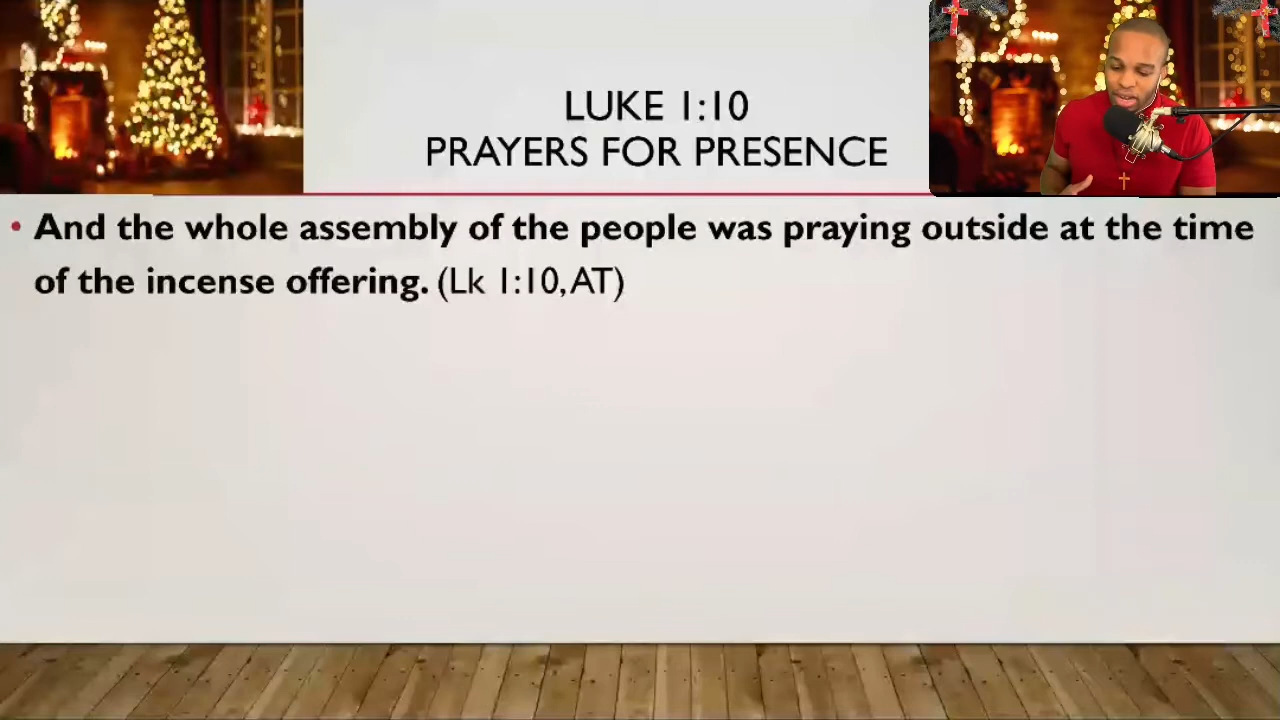 LUKE 1:10
PRAYERS FOR PRESENCE
• And the whole assembly of the people was praying outside at the time
of the incense offering. (Lk 1:10, AT)